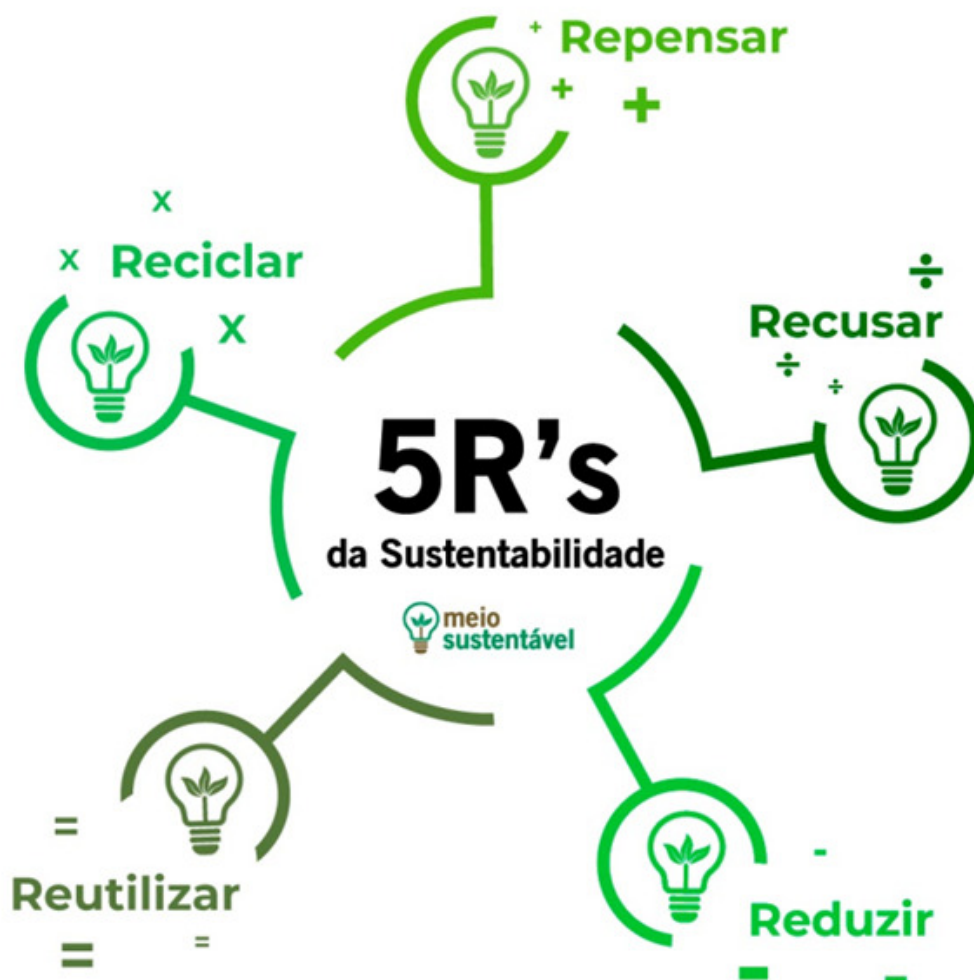 Repensar
+ + +
Reciclar
x x x
Recusar
÷ ÷ ÷
5R’s
da Sustentabilidade
meio
sustentável
Reutilizar
= = =
Reduzir
- - -